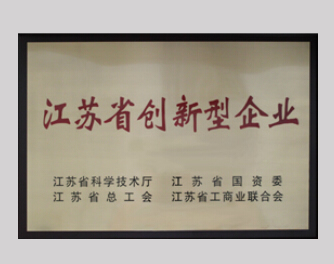 江苏省创新型企业
江苏省科学技术厅 江苏省国资委
江苏省总工会 江苏省工商业联合会